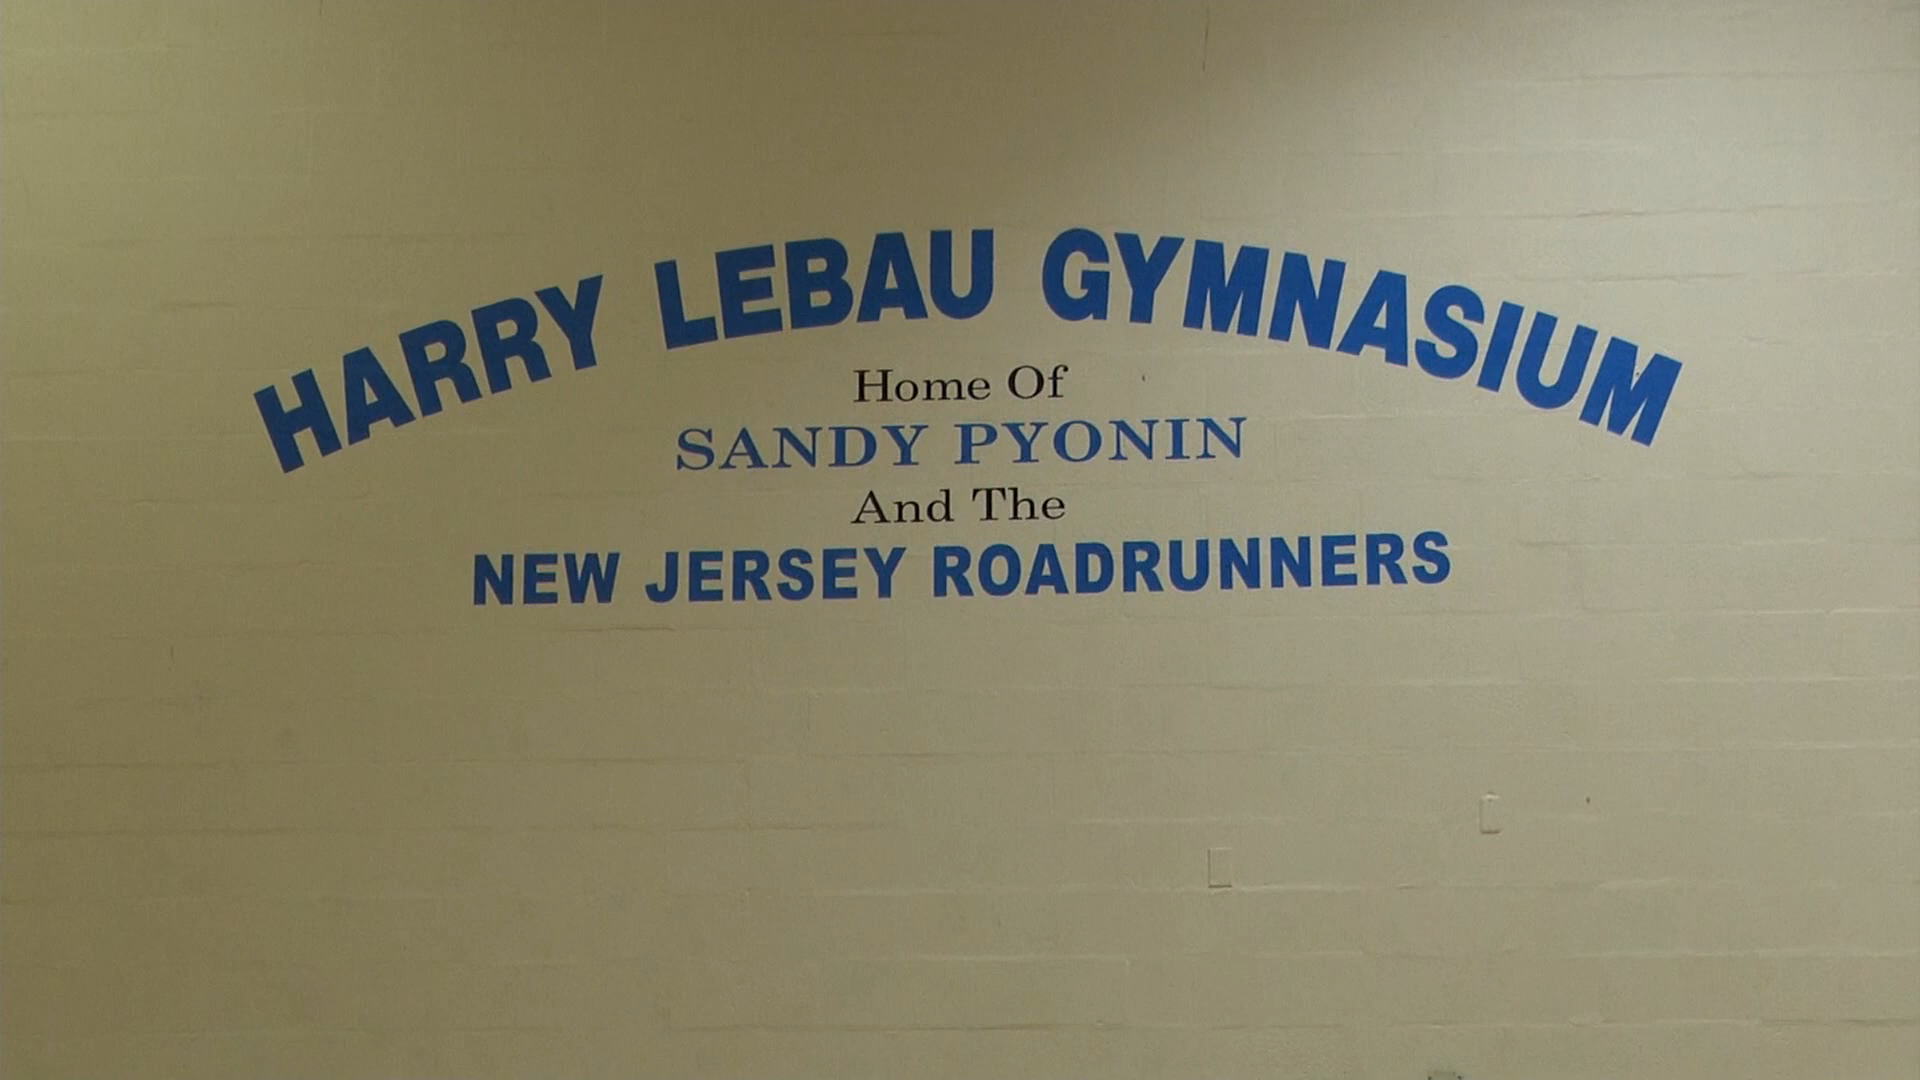 HARRY LEBAU GYMNASIUM
Home Of
SANDY PYONIN
And The
NEW JERSEY ROADRUNNERS